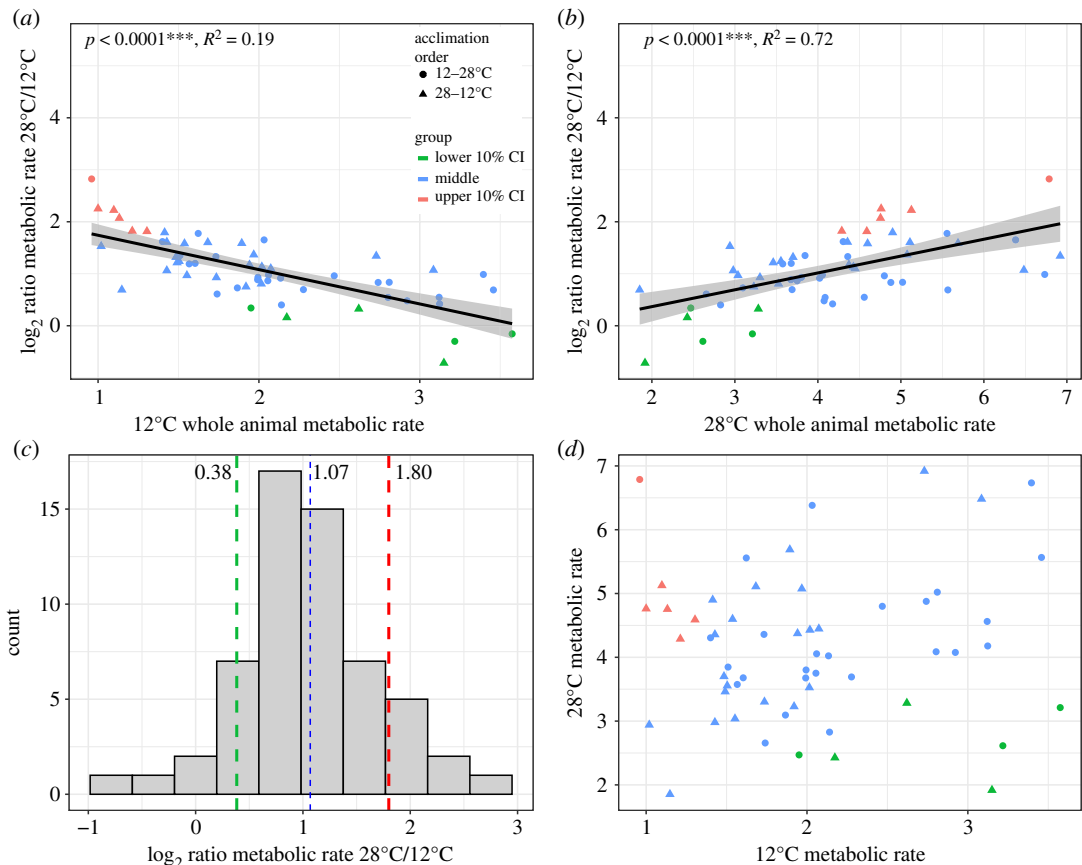 (a)
p < 0.0001***, R² = 0.19
acclimation
order
12–28°C
28–12°C
group
lower 10% CI
middle
upper 10% CI
log₂ ratio metabolic rate 28°C/12°C
4
2
0
1
2
3
12°C whole animal metabolic rate
(b)
p < 0.0001***, R² = 0.72
log₂ ratio metabolic rate 28°C/12°C
4
2
0
2
3
4
5
6
7
28°C whole animal metabolic rate
(c)
0.38
1.07
1.80
count
15
10
5
0
−1
0
1
2
3
log₂ ratio metabolic rate 28°C/12°C
(d)
28°C metabolic rate
7
6
5
4
3
2
1
2
3
12°C metabolic rate